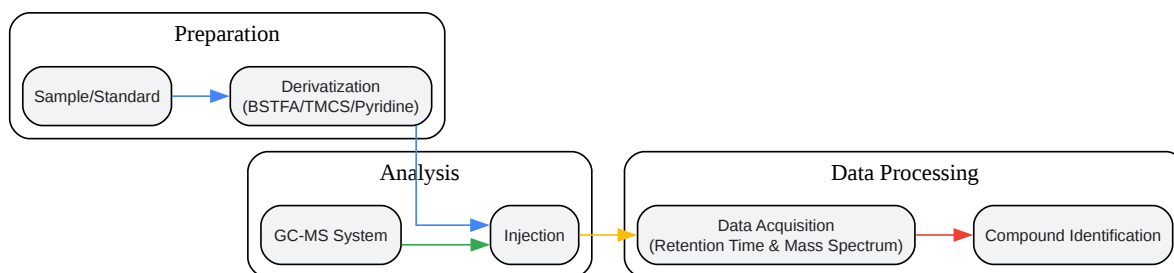 Preparation
Sample/Standard
Derivatization
(BSTFA/TMCS/Pyridine)
Analysis
GC-MS System
Injection
Data Processing
Data Acquisition
(Retention Time & Mass Spectrum)
Compound Identification